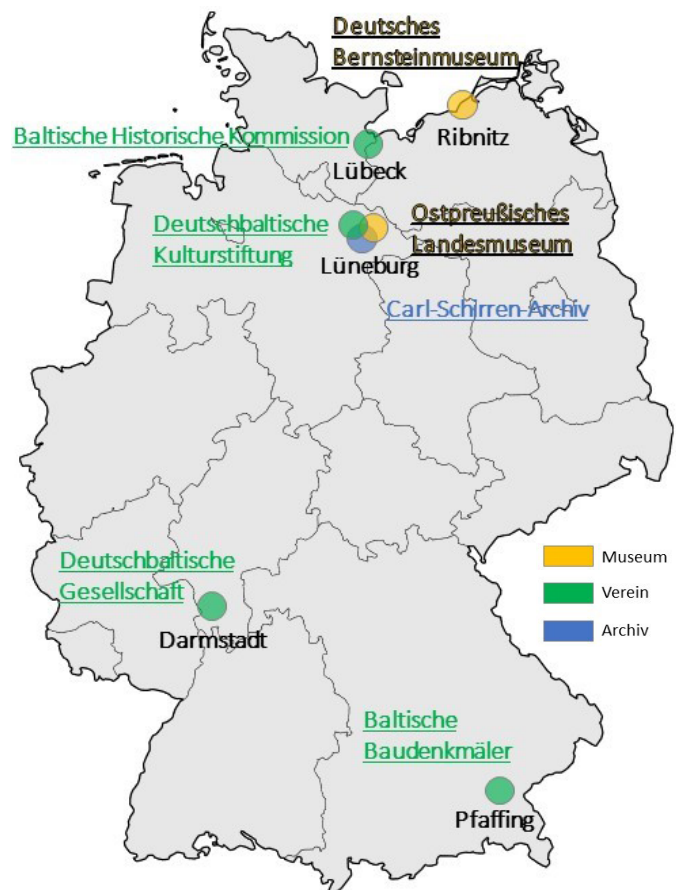 Deutsches
Bernsteinmuseum
Ribnitz
Baltische Historische Kommission
Lübeck
Deutschbaltische
Kulturstiftung
Ostpreußisches
Landesmuseum
Lüneburg
Carl-Schirren-Archiv
Deutschbaltische
Gesellschaft
Darmstadt
Museum
Verein
Archiv
Baltische
Baudenkmäler
Pfaffing